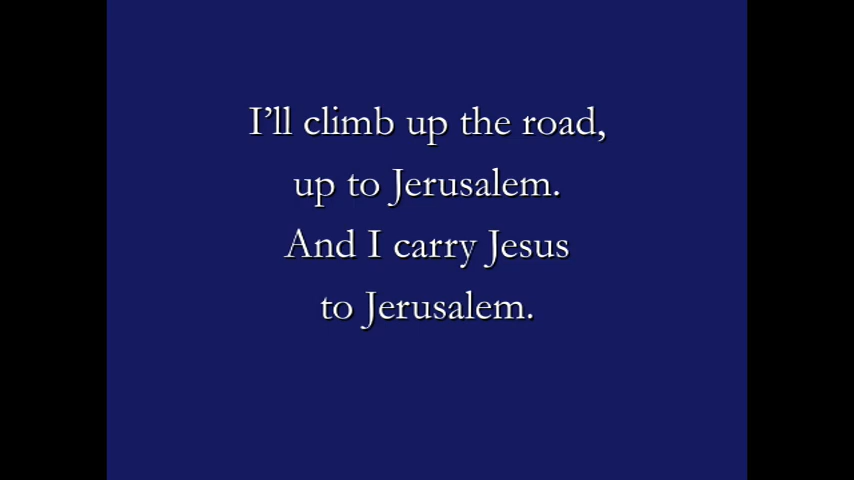 I’ll climb up the road,
up to Jerusalem.
And I carry Jesus
to Jerusalem.